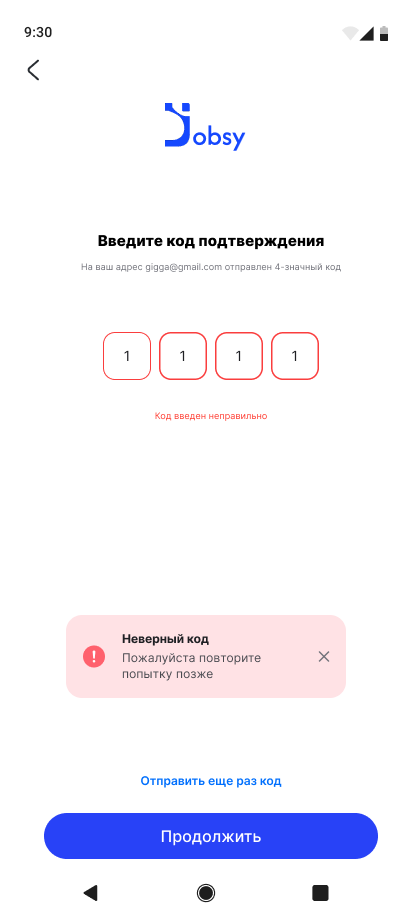 9:30
Jobsy
Введите код подтверждения
На ваш адрес gigga@gmail.com отправлен 4-значный код
1 1 1 1
Код введен неправильно
Неверный код
Пожалуйста повторите
попытку позже
Отправить еще раз код
Продолжить